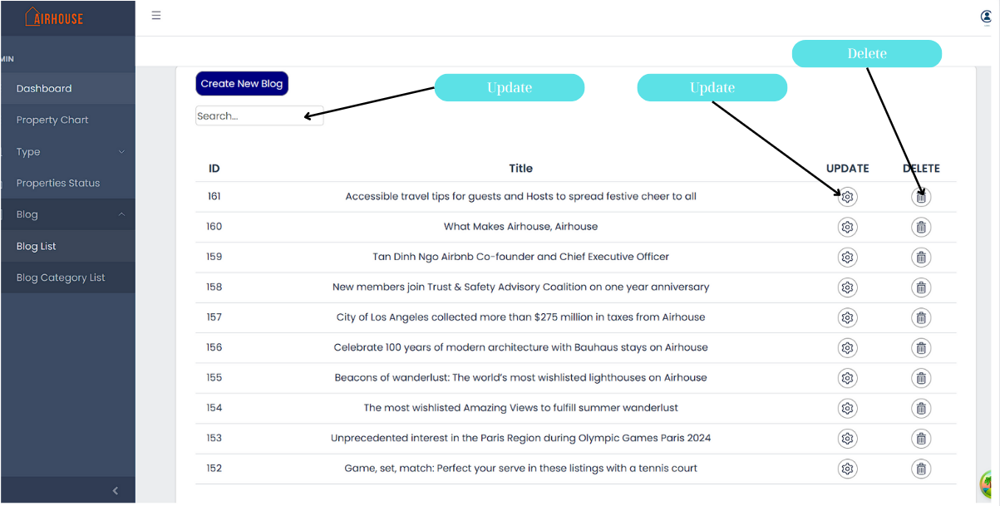 AIRHOUSE
MIN
Dashboard
Property Chart
Type
Properties Status
Blog
Blog List
Blog Category List
Delete
Create New Blog
Update
Update
Search...
ID Title UPDATE DELETE
161 Accessible travel tips for guests and Hosts to spread festive cheer to all
160 What Makes Airhouse, Airhouse
159 Tan Dinh Ngo Airbnb Co-founder and Chief Executive Officer
158 New members join Trust & Safety Advisory Coalition on one year anniversary
157 City of Los Angeles collected more than $275 million in taxes from Airhouse
156 Celebrate 100 years of modern architecture with Bauhaus stays on Airhouse
155 Beacons of wanderlust: The world's most wishlisted lighthouses on Airhouse
154 The most wishlisted Amazing Views to fulfill summer wanderlust
153 Unprecedented interest in the Paris Region during Olympic Games Paris 2024
152 Game, set, match: Perfect your serve in these listings with a tennis court